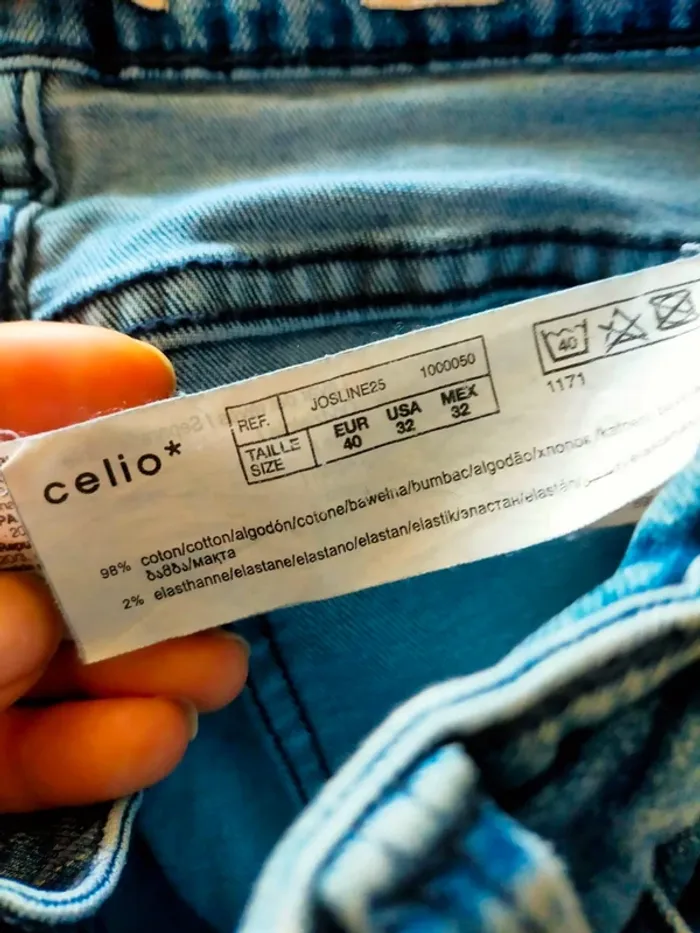 celio*
REF. JOSLINE25 1000050
TAILLE SIZE
EUR USA MEX
40 32 32
40
1171
98% coton/cotton/algodón/cotone/bawełna/bumbac/algodão/хлопок
ბამბა/мақта
2% elasthanne/elastane/elastano/elastan/elastik/эластан/elastán/